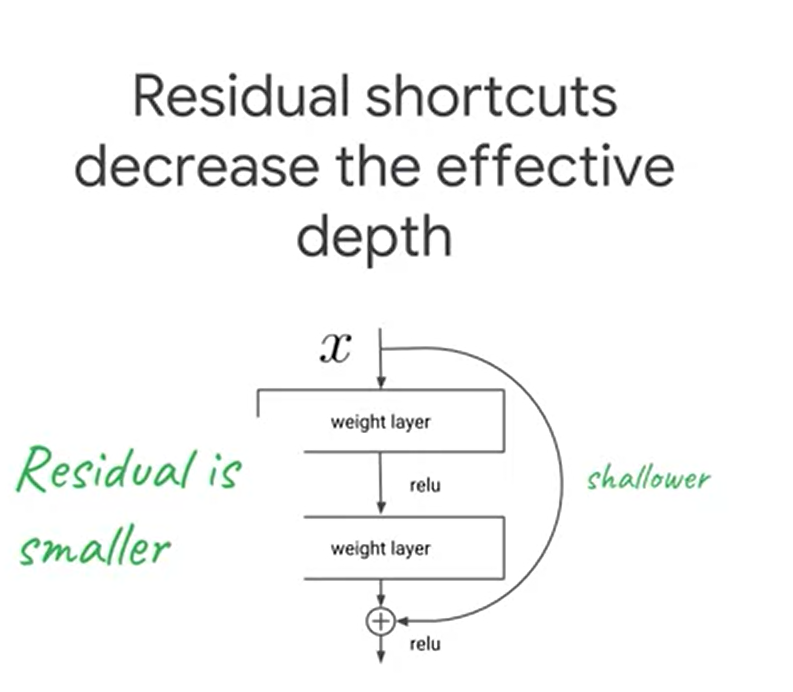 Residual shortcuts
decrease the effective
depth
x
weight layer
Residual is
smaller
relu
shallower
weight layer
relu